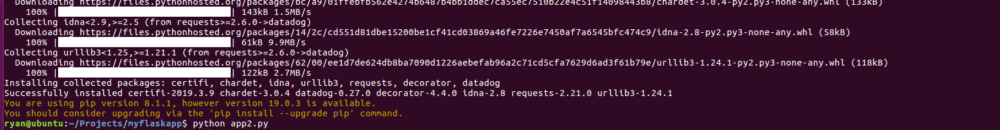 Downloading https://files.pythonhosted.org/packages/bc/a9/01ffebfb562e4274b6487b4bb1ddec7ca55ec7510b22e4c51f14098443b8/chardet-3.0.4-py2.py3-none-any.whl (133kB)
100% |                                | 143kB 1.5MB/s
Collecting idna<2.9,>=2.5 (from requests>=2.6.0->datadog)
Downloading https://files.pythonhosted.org/packages/14/2c/cd551d81dbe15200be1cf41cd03869a46fe7226e7450af7a6545bfc474c9/idna-2.8-py2.py3-none-any.whl (58kB)
100% |                                | 61kB 9.9MB/s
Collecting urllib3<1.25,>=1.21.1 (from requests>=2.6.0->datadog)
Downloading https://files.pythonhosted.org/packages/62/00/ee1d7de624db8ba7090d1226aebefab96a2c71cd5cfa7629d6ad3f61b79e/urllib3-1.24.1-py2.py3-none-any.whl (118kB)
100% |                                | 122kB 2.7MB/s
Installing collected packages: certifi, chardet, idna, urllib3, requests, decorator, datadog
Successfully installed certifi-2019.3.9 chardet-3.0.4 datadog-0.27.0 decorator-4.4.0 idna-2.8 requests-2.21.0 urllib3-1.24.1
You are using pip version 8.1.1, however version 19.0.3 is available.
You should consider upgrading via the 'pip install --upgrade pip' command.
ryan@ubuntu:~/Projects/myflaskapp$ python app2.py